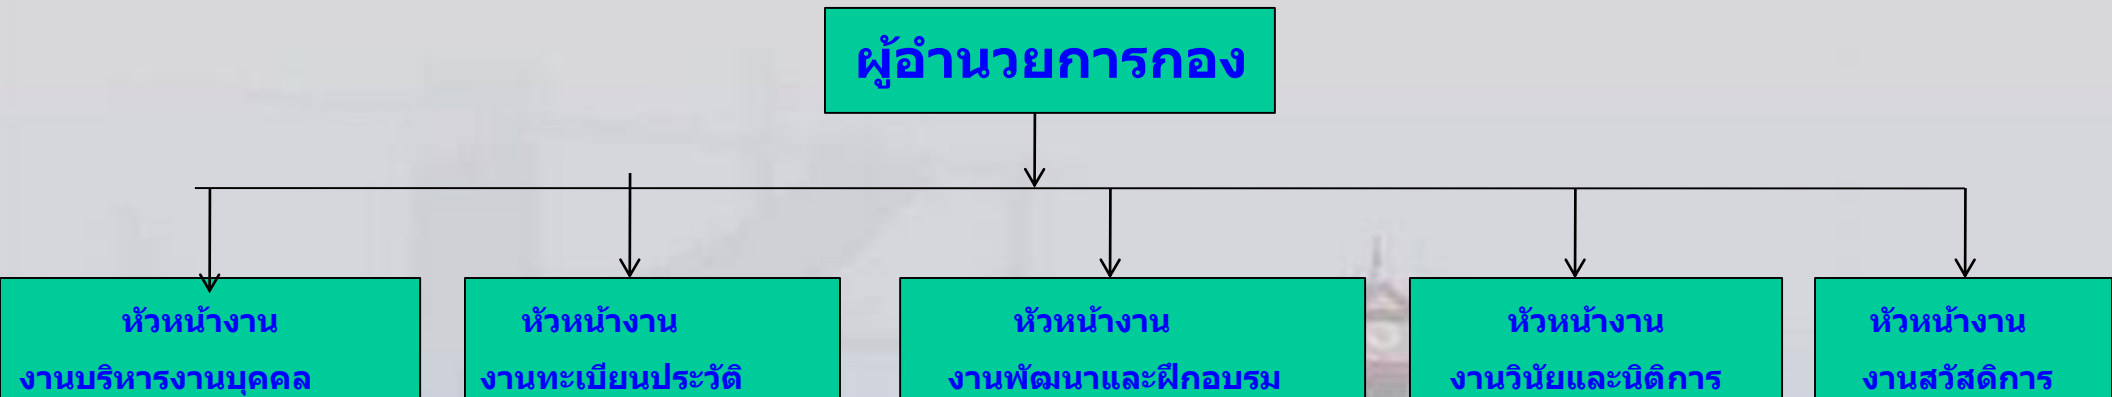 ผู้อำนวยการกอง
หัวหน้างาน
งานบริหารงานบุคคล
หัวหน้างาน
งานทะเบียนประวัติ
หัวหน้างาน
งานพัฒนาและฝึกอบรม
หัวหน้างาน
งานวินัยและนิติการ
หัวหน้างาน
งานสวัสดิการ